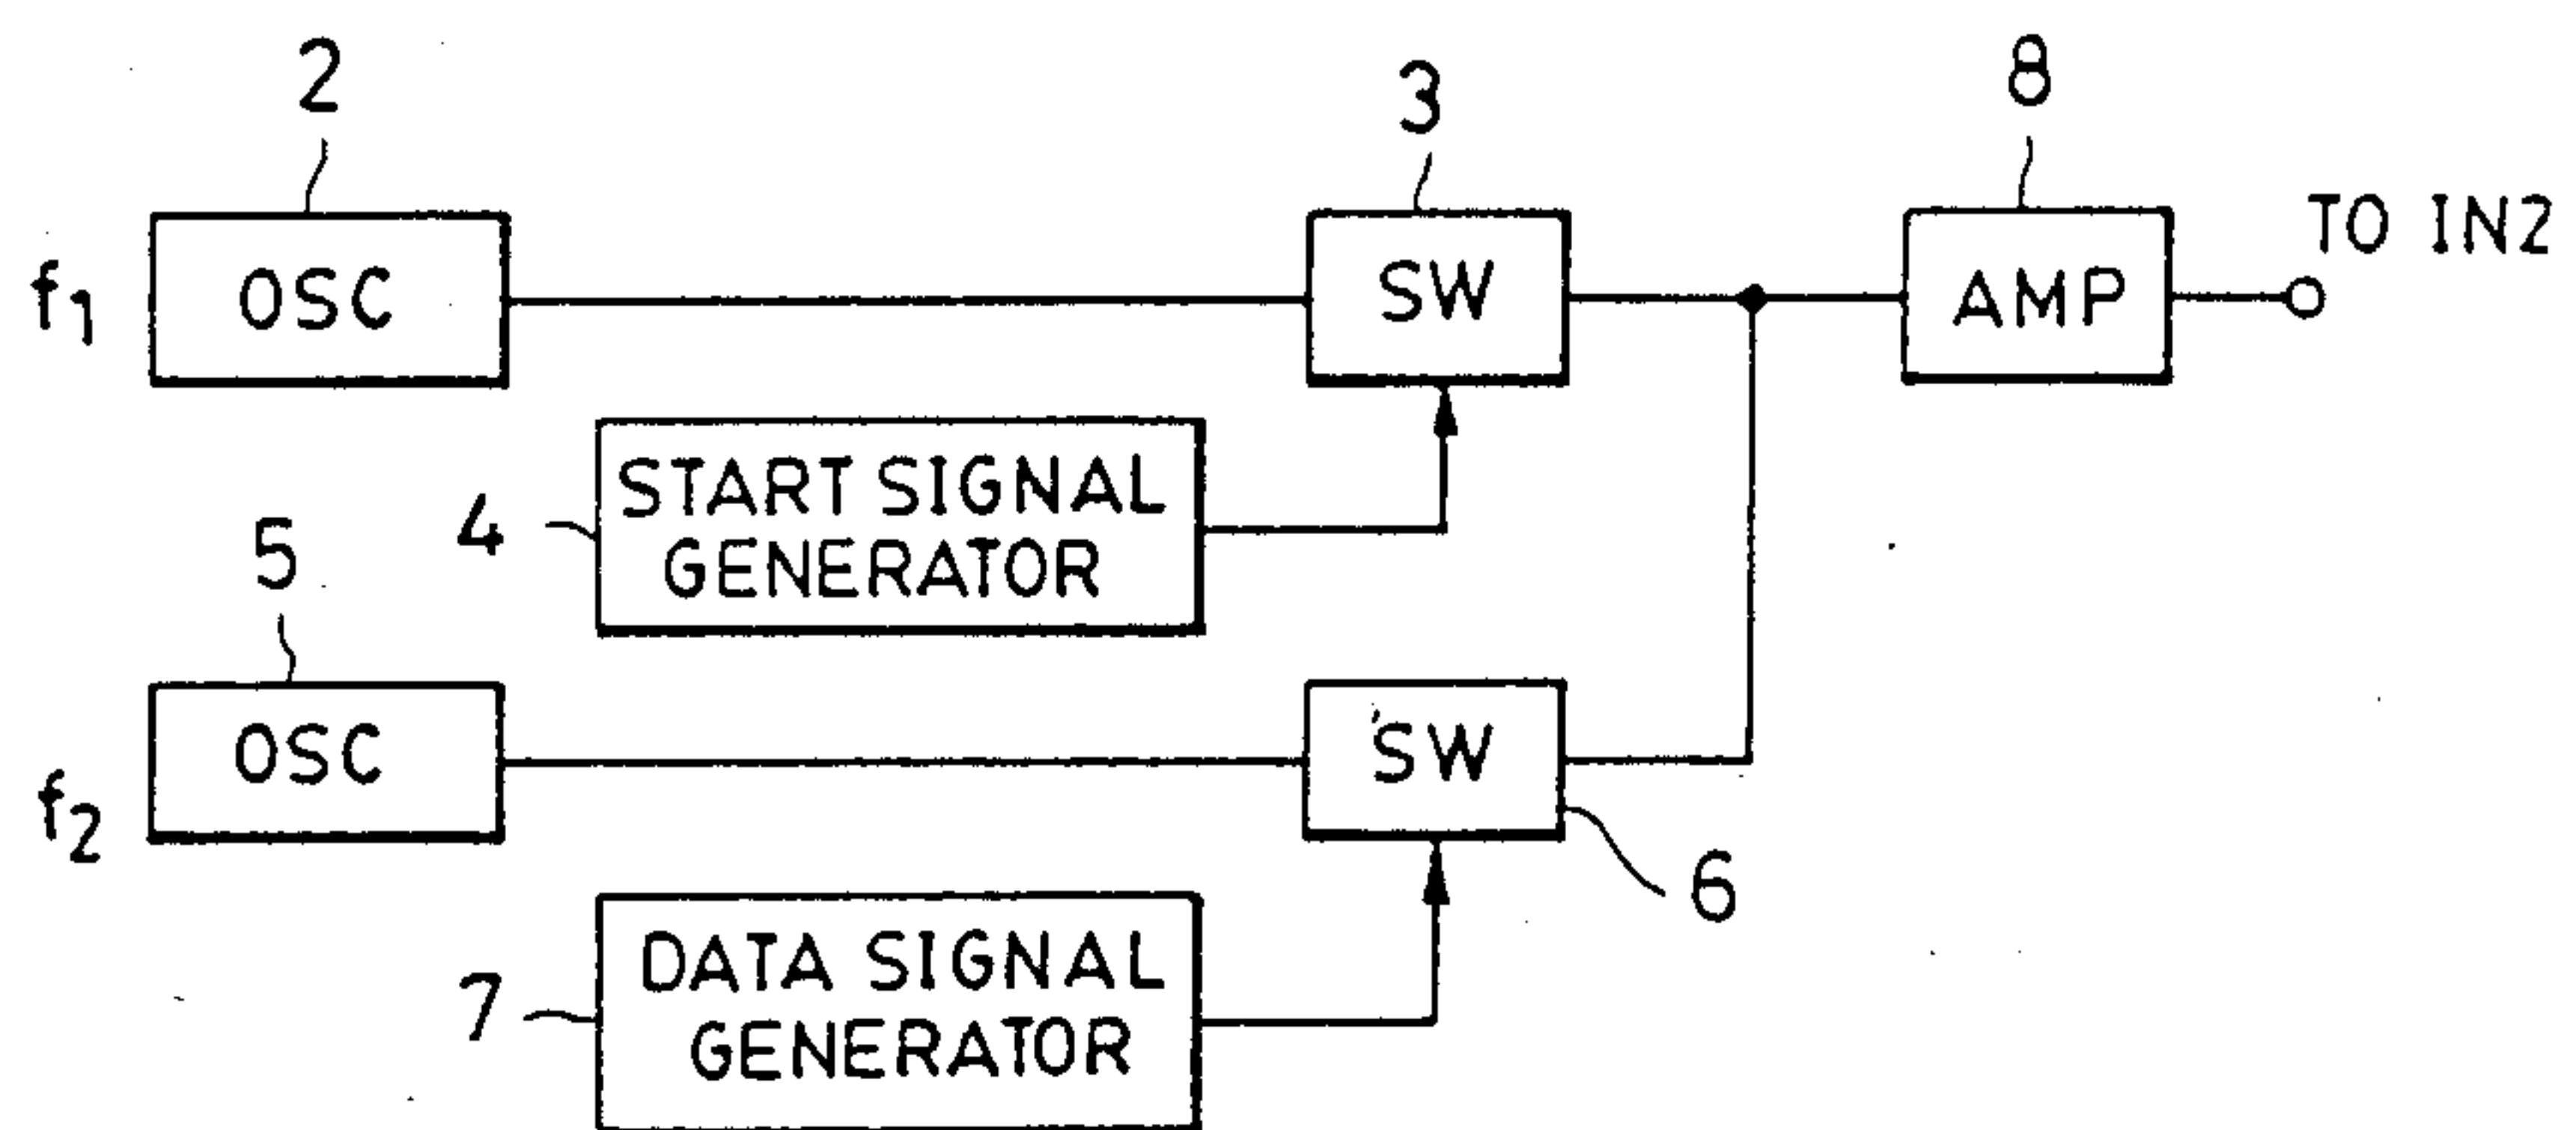 2
3
8
TO IN2
f1
OSC
SW
AMP
4
START SIGNAL
GENERATOR
5
f2
OSC
SW
6
7
DATA SIGNAL
GENERATOR